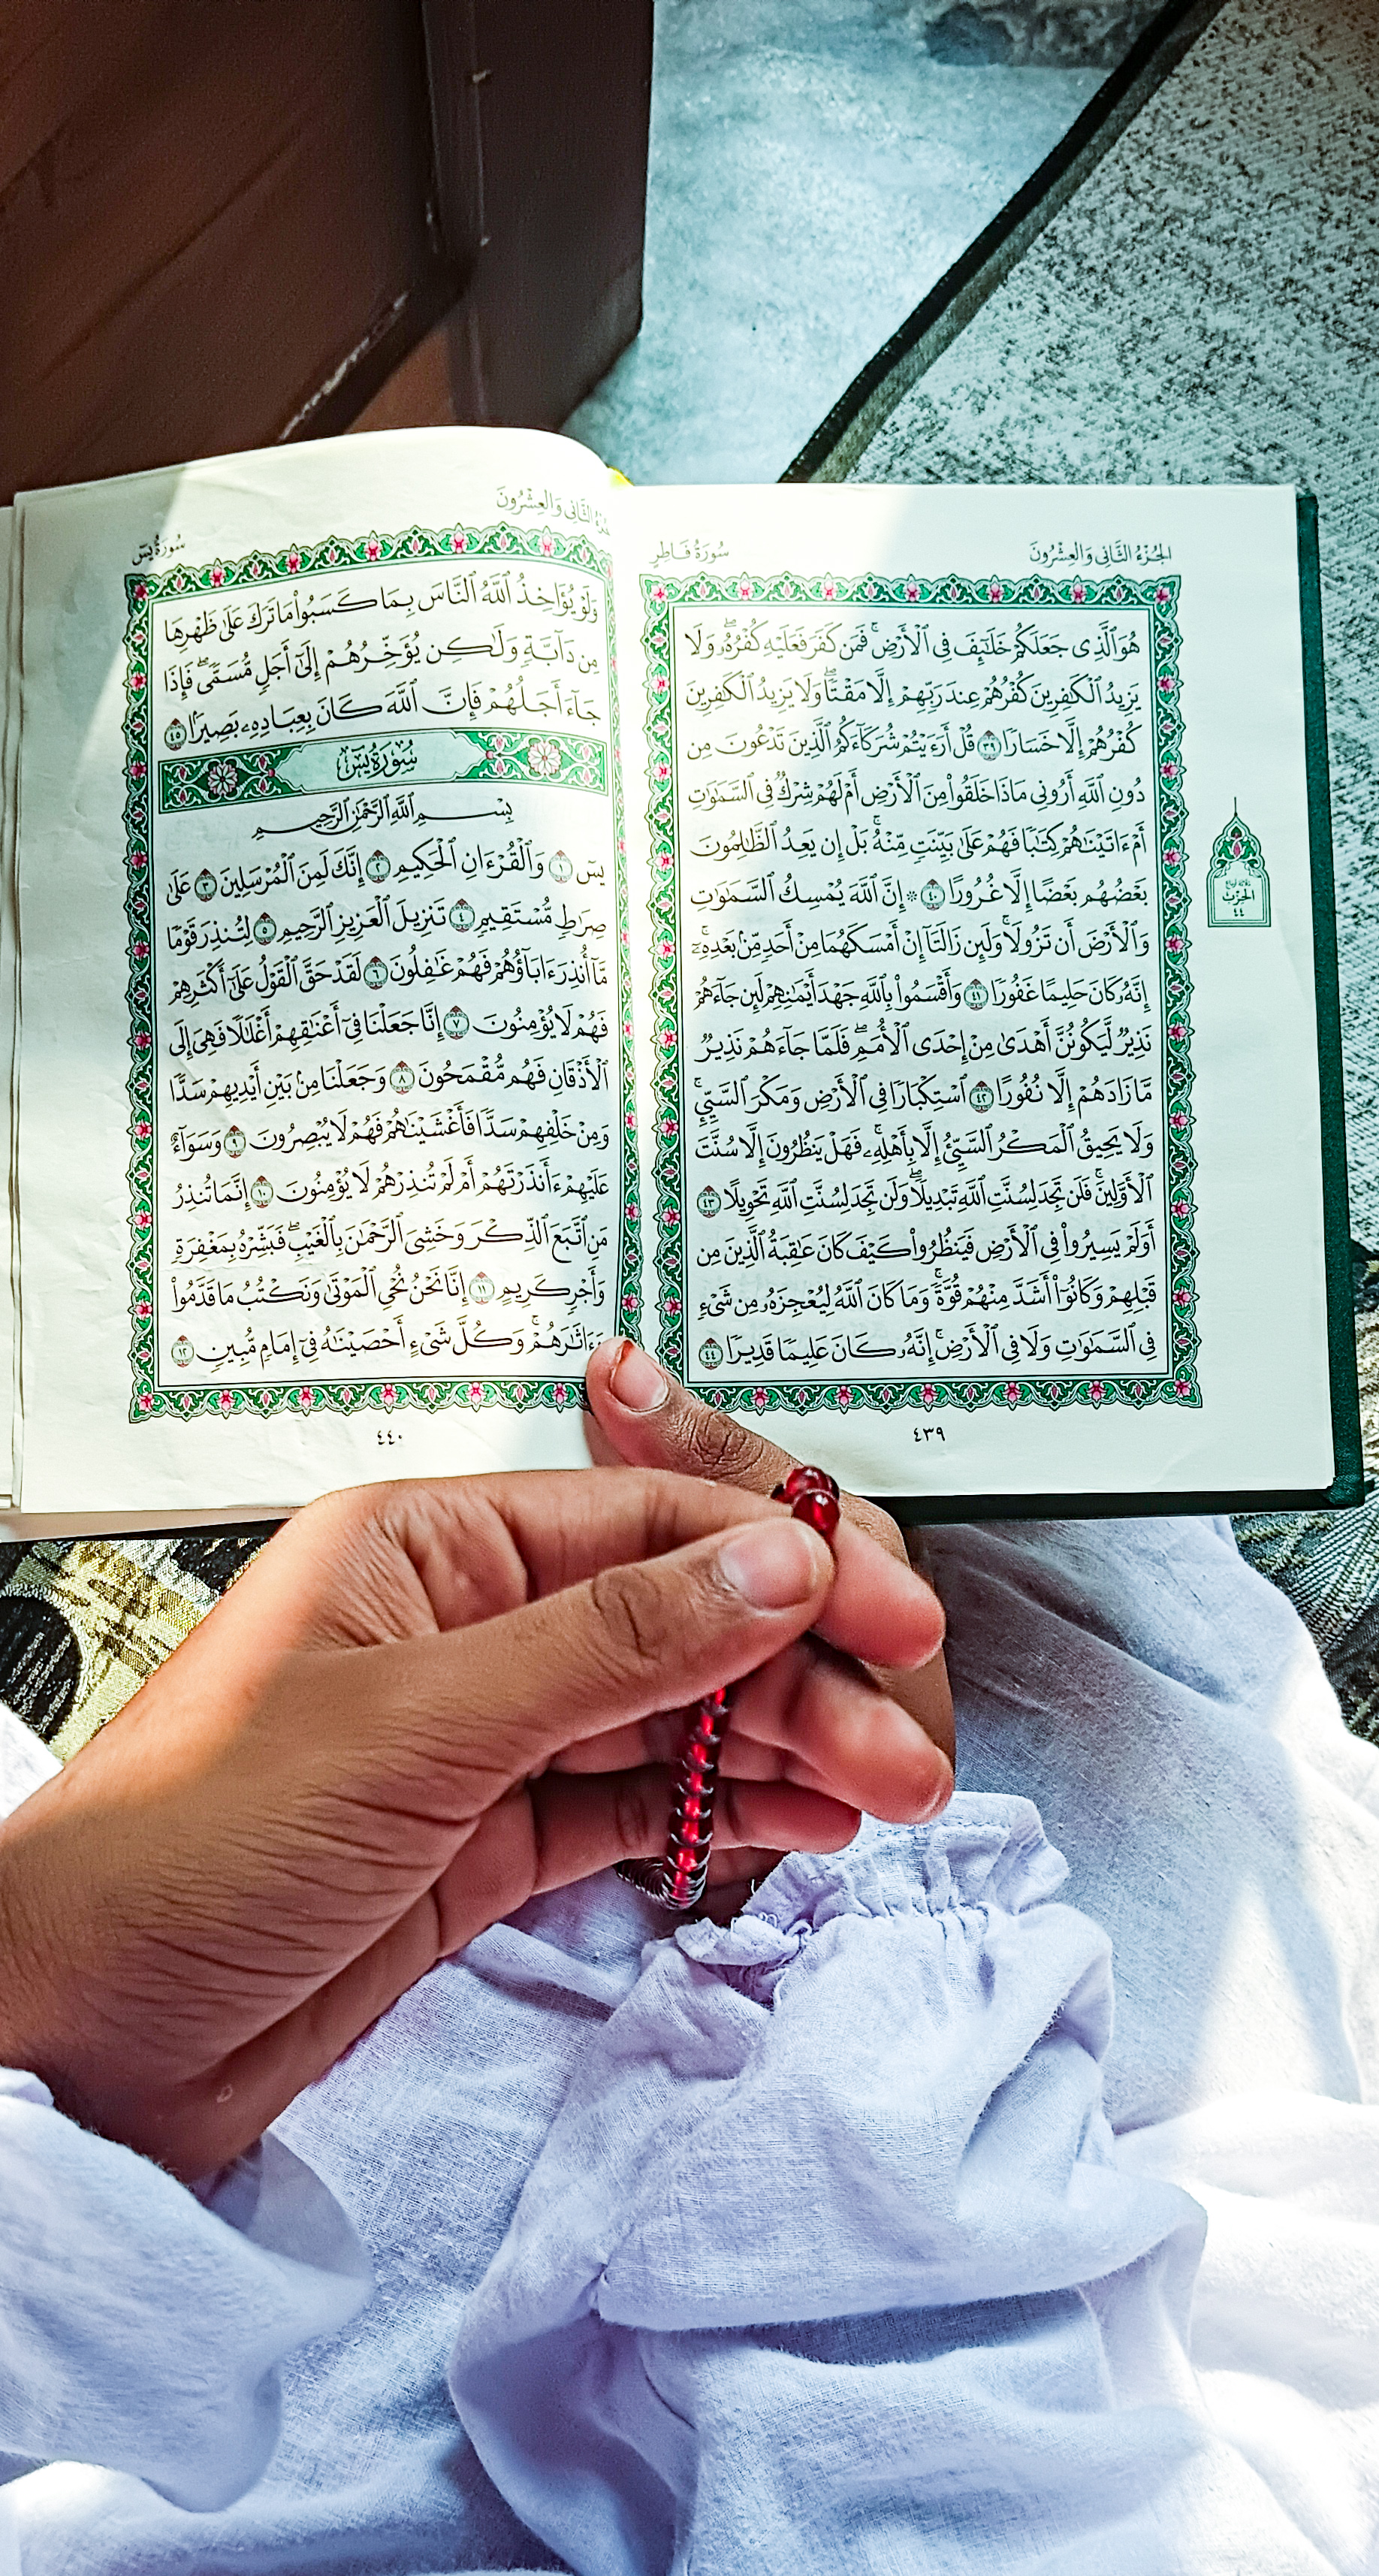 الجُزْءُ الثَّانِي وَالعِشْرُونَ
سُورَةُ فَاطِرٍ
هُوَ ٱلَّذِى جَعَلَكُمْ خَلَـٰٓئِفَ فِى ٱلْأَرْضِ ۚ فَمَن كَفَرَ فَعَلَيْهِ كُفْرُهُۥ ۖ وَلَا
يَزِيدُ ٱلْكَـٰفِرِينَ كُفْرُهُمْ عِندَ رَبِّهِمْ إِلَّا مَقْتًا ۖ وَلَا يَزِيدُ ٱلْكَـٰفِرِينَ
كُفْرُهُمْ إِلَّا خَسَارًا ٣٩ قُلْ أَرَءَيْتُمْ شُرَكَآءَكُمُ ٱلَّذِينَ تَدْعُونَ مِن
دُونِ ٱللَّهِ أَرُونِى مَاذَا خَلَقُوا۟ مِنَ ٱلْأَرْضِ أَمْ لَهُمْ شِرْكٌ فِى ٱلسَّمَـٰوَٰتِ
أَمْ ءَاتَيْنَـٰهُمْ كِتَـٰبًا فَهُمْ عَلَىٰ بَيِّنَتٍ مِّنْهُ ۚ بَلْ إِن يَعِدُ ٱلظَّـٰلِمُونَ
بَعْضُهُم بَعْضًا إِلَّا غُرُورًا ٤٠ ۞ إِنَّ ٱللَّهَ يُمْسِكُ ٱلسَّمَـٰوَٰتِ
وَٱلْأَرْضَ أَن تَزُولَا ۚ وَلَئِن زَالَتَآ إِنْ أَمْسَكَهُمَا مِنْ أَحَدٍ مِّنۢ بَعْدِهِۦٓ ۚ
إِنَّهُۥ كَانَ حَلِيمًا غَفُورًا ٤١ وَأَقْسَمُوا۟ بِٱللَّهِ جَهْدَ أَيْمَـٰنِهِمْ لَئِن جَآءَهُمْ
نَذِيرٌ لَّيَكُونُنَّ أَهْدَىٰ مِنْ إِحْدَى ٱلْأُمَمِ ۖ فَلَمَّا جَآءَهُمْ نَذِيرٌ
مَّا زَادَهُمْ إِلَّا نُفُورًا ٤٢ ٱسْتِكْبَارًا فِى ٱلْأَرْضِ وَمَكْرَ ٱلسَّيِّئِ ۚ
وَلَا يَحِيقُ ٱلْمَكْرُ ٱلسَّيِّئُ إِلَّا بِأَهْلِهِۦ ۚ فَهَلْ يَنظُرُونَ إِلَّا سُنَّتَ
ٱلْأَوَّلِينَ ۚ فَلَن تَجِدَ لِسُنَّتِ ٱللَّهِ تَبْدِيلًا ۖ وَلَن تَجِدَ لِسُنَّتِ ٱللَّهِ تَحْوِيلًا ٤٣
أَوَلَمْ يَسِيرُوا۟ فِى ٱلْأَرْضِ فَيَنظُرُوا۟ كَيْفَ كَانَ عَـٰقِبَةُ ٱلَّذِينَ مِن
قَبْلِهِمْ وَكَانُوٓا۟ أَشَدَّ مِنْهُمْ قُوَّةً ۚ وَمَا كَانَ ٱللَّهُ لِيُعْجِزَهُۥ مِن شَىْءٍ
فِى ٱلسَّمَـٰوَٰتِ وَلَا فِى ٱلْأَرْضِ ۚ إِنَّهُۥ كَانَ عَلِيمًا قَدِيرًا ٤٤
الحِزْبُ
٤٤
٤٣٩
الثَّانِي وَالعِشْرُونَ
سُورَةُ يسٓ
وَلَوْ يُؤَاخِذُ ٱللَّهُ ٱلنَّاسَ بِمَا كَسَبُوا۟ مَا تَرَكَ عَلَىٰ ظَهْرِهَا
مِن دَآبَّةٍ وَلَـٰكِن يُؤَخِّرُهُمْ إِلَىٰٓ أَجَلٍ مُّسَمًّى ۖ فَإِذَا
جَآءَ أَجَلُهُمْ فَإِنَّ ٱللَّهَ كَانَ بِعِبَادِهِۦ بَصِيرًۢا ٤٥
سُورَةُ يسٓ
بِسْمِ ٱللَّهِ ٱلرَّحْمَـٰنِ ٱلرَّحِيمِ
يسٓ ١ وَٱلْقُرْءَانِ ٱلْحَكِيمِ ٢ إِنَّكَ لَمِنَ ٱلْمُرْسَلِينَ ٣ عَلَىٰ
صِرَٰطٍ مُّسْتَقِيمٍ ٤ تَنزِيلَ ٱلْعَزِيزِ ٱلرَّحِيمِ ٥ لِتُنذِرَ قَوْمًا
مَّآ أُنذِرَ ءَابَآؤُهُمْ فَهُمْ غَـٰفِلُونَ ٦ لَقَدْ حَقَّ ٱلْقَوْلُ عَلَىٰٓ أَكْثَرِهِمْ
فَهُمْ لَا يُؤْمِنُونَ ٧ إِنَّا جَعَلْنَا فِىٓ أَعْنَـٰقِهِمْ أَغْلَـٰلًا فَهِىَ إِلَى
ٱلْأَذْقَانِ فَهُم مُّقْمَحُونَ ٨ وَجَعَلْنَا مِنۢ بَيْنِ أَيْدِيهِمْ سَدًّا
وَمِنْ خَلْفِهِمْ سَدًّا فَأَغْشَيْنَـٰهُمْ فَهُمْ لَا يُبْصِرُونَ ٩ وَسَوَآءٌ
عَلَيْهِمْ ءَأَنذَرْتَهُمْ أَمْ لَمْ تُنذِرْهُمْ لَا يُؤْمِنُونَ ١٠ إِنَّمَا تُنذِرُ
مَنِ ٱتَّبَعَ ٱلذِّكْرَ وَخَشِىَ ٱلرَّحْمَـٰنَ بِٱلْغَيْبِ ۖ فَبَشِّرْهُ بِمَغْفِرَةٍ
وَأَجْرٍ كَرِيمٍ ١١ إِنَّا نَحْنُ نُحْىِ ٱلْمَوْتَىٰ وَنَكْتُبُ مَا قَدَّمُوا۟
وَءَاثَـٰرَهُمْ ۚ وَكُلَّ شَىْءٍ أَحْصَيْنَـٰهُ فِىٓ إِمَامٍ مُّبِينٍ ١٢
٤٤٠